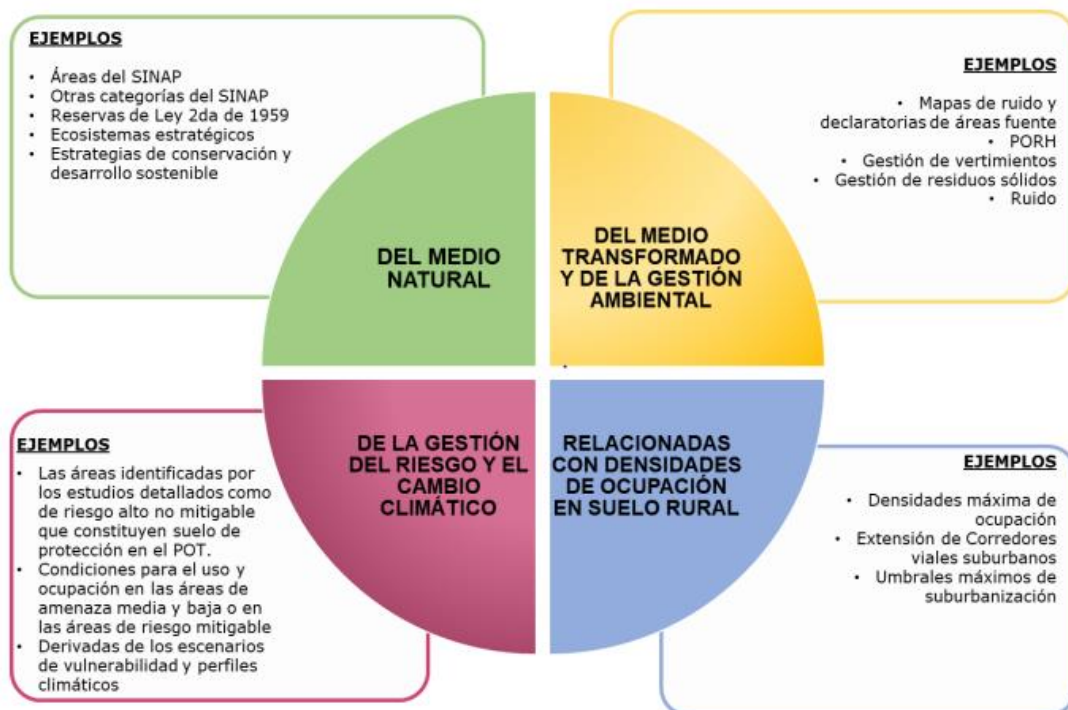 EJEMPLOS
• Áreas del SINAP
• Otras categorías del SINAP
• Reservas de Ley 2da de 1959
• Ecosistemas estratégicos
• Estrategias de conservación y
desarrollo sostenible
EJEMPLOS
• Mapas de ruido y
declaratorias de áreas fuente
• PORH
• Gestión de vertimientos
• Gestión de residuos sólidos
• Ruido
DEL MEDIO
NATURAL
DEL MEDIO
TRANSFORMADO
Y DE LA GESTIÓN
AMBIENTAL
DE LA GESTIÓN
DEL RIESGO Y EL
CAMBIO
CLIMÁTICO
RELACIONADAS
CON DENSIDADES
DE OCUPACIÓN
EN SUELO RURAL
EJEMPLOS
• Las áreas identificadas por
los estudios detallados como
de riesgo alto no mitigable
que constituyen suelo de
protección en el POT.
• Condiciones para el uso y
ocupación en las áreas de
amenaza media y baja o en
las áreas de riesgo mitigable
• Derivadas de los escenarios
de vulnerabilidad y perfiles
climáticos
EJEMPLOS
• Densidades máxima de
ocupación
• Extensión de Corredores
viales suburbanos
• Umbrales máximos de
suburbanización